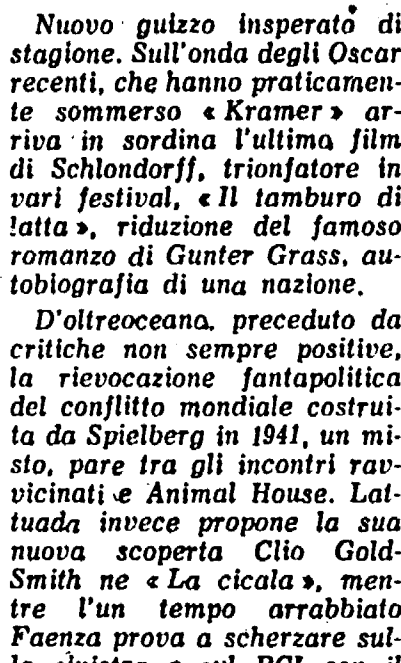 Nuovo guizzo insperato di
stagione. Sull'onda degli Oscar
recenti, che hanno praticamen-
te sommerso « Kramer » ar-
riva in sordina l'ultimo film
di Schlondorff, trionfatore in
vari festival, « Il tamburo di
latta », riduzione del famoso
romanzo di Gunter Grass, au-
tobiografia di una nazione.
D'oltreoceano, preceduto da
critiche non sempre positive,
la rievocazione fantapolitica
del conflitto mondiale costrui-
ta da Spielberg in 1941, un mi-
sto, pare tra gli incontri rav-
vicinati e Animal House. Lat-
tuada invece propone la sua
nuova scoperta Clio Gold-
Smith ne « La cicala », men-
tre l'un tempo arrabbiato
Faenza prova a scherzare sul-